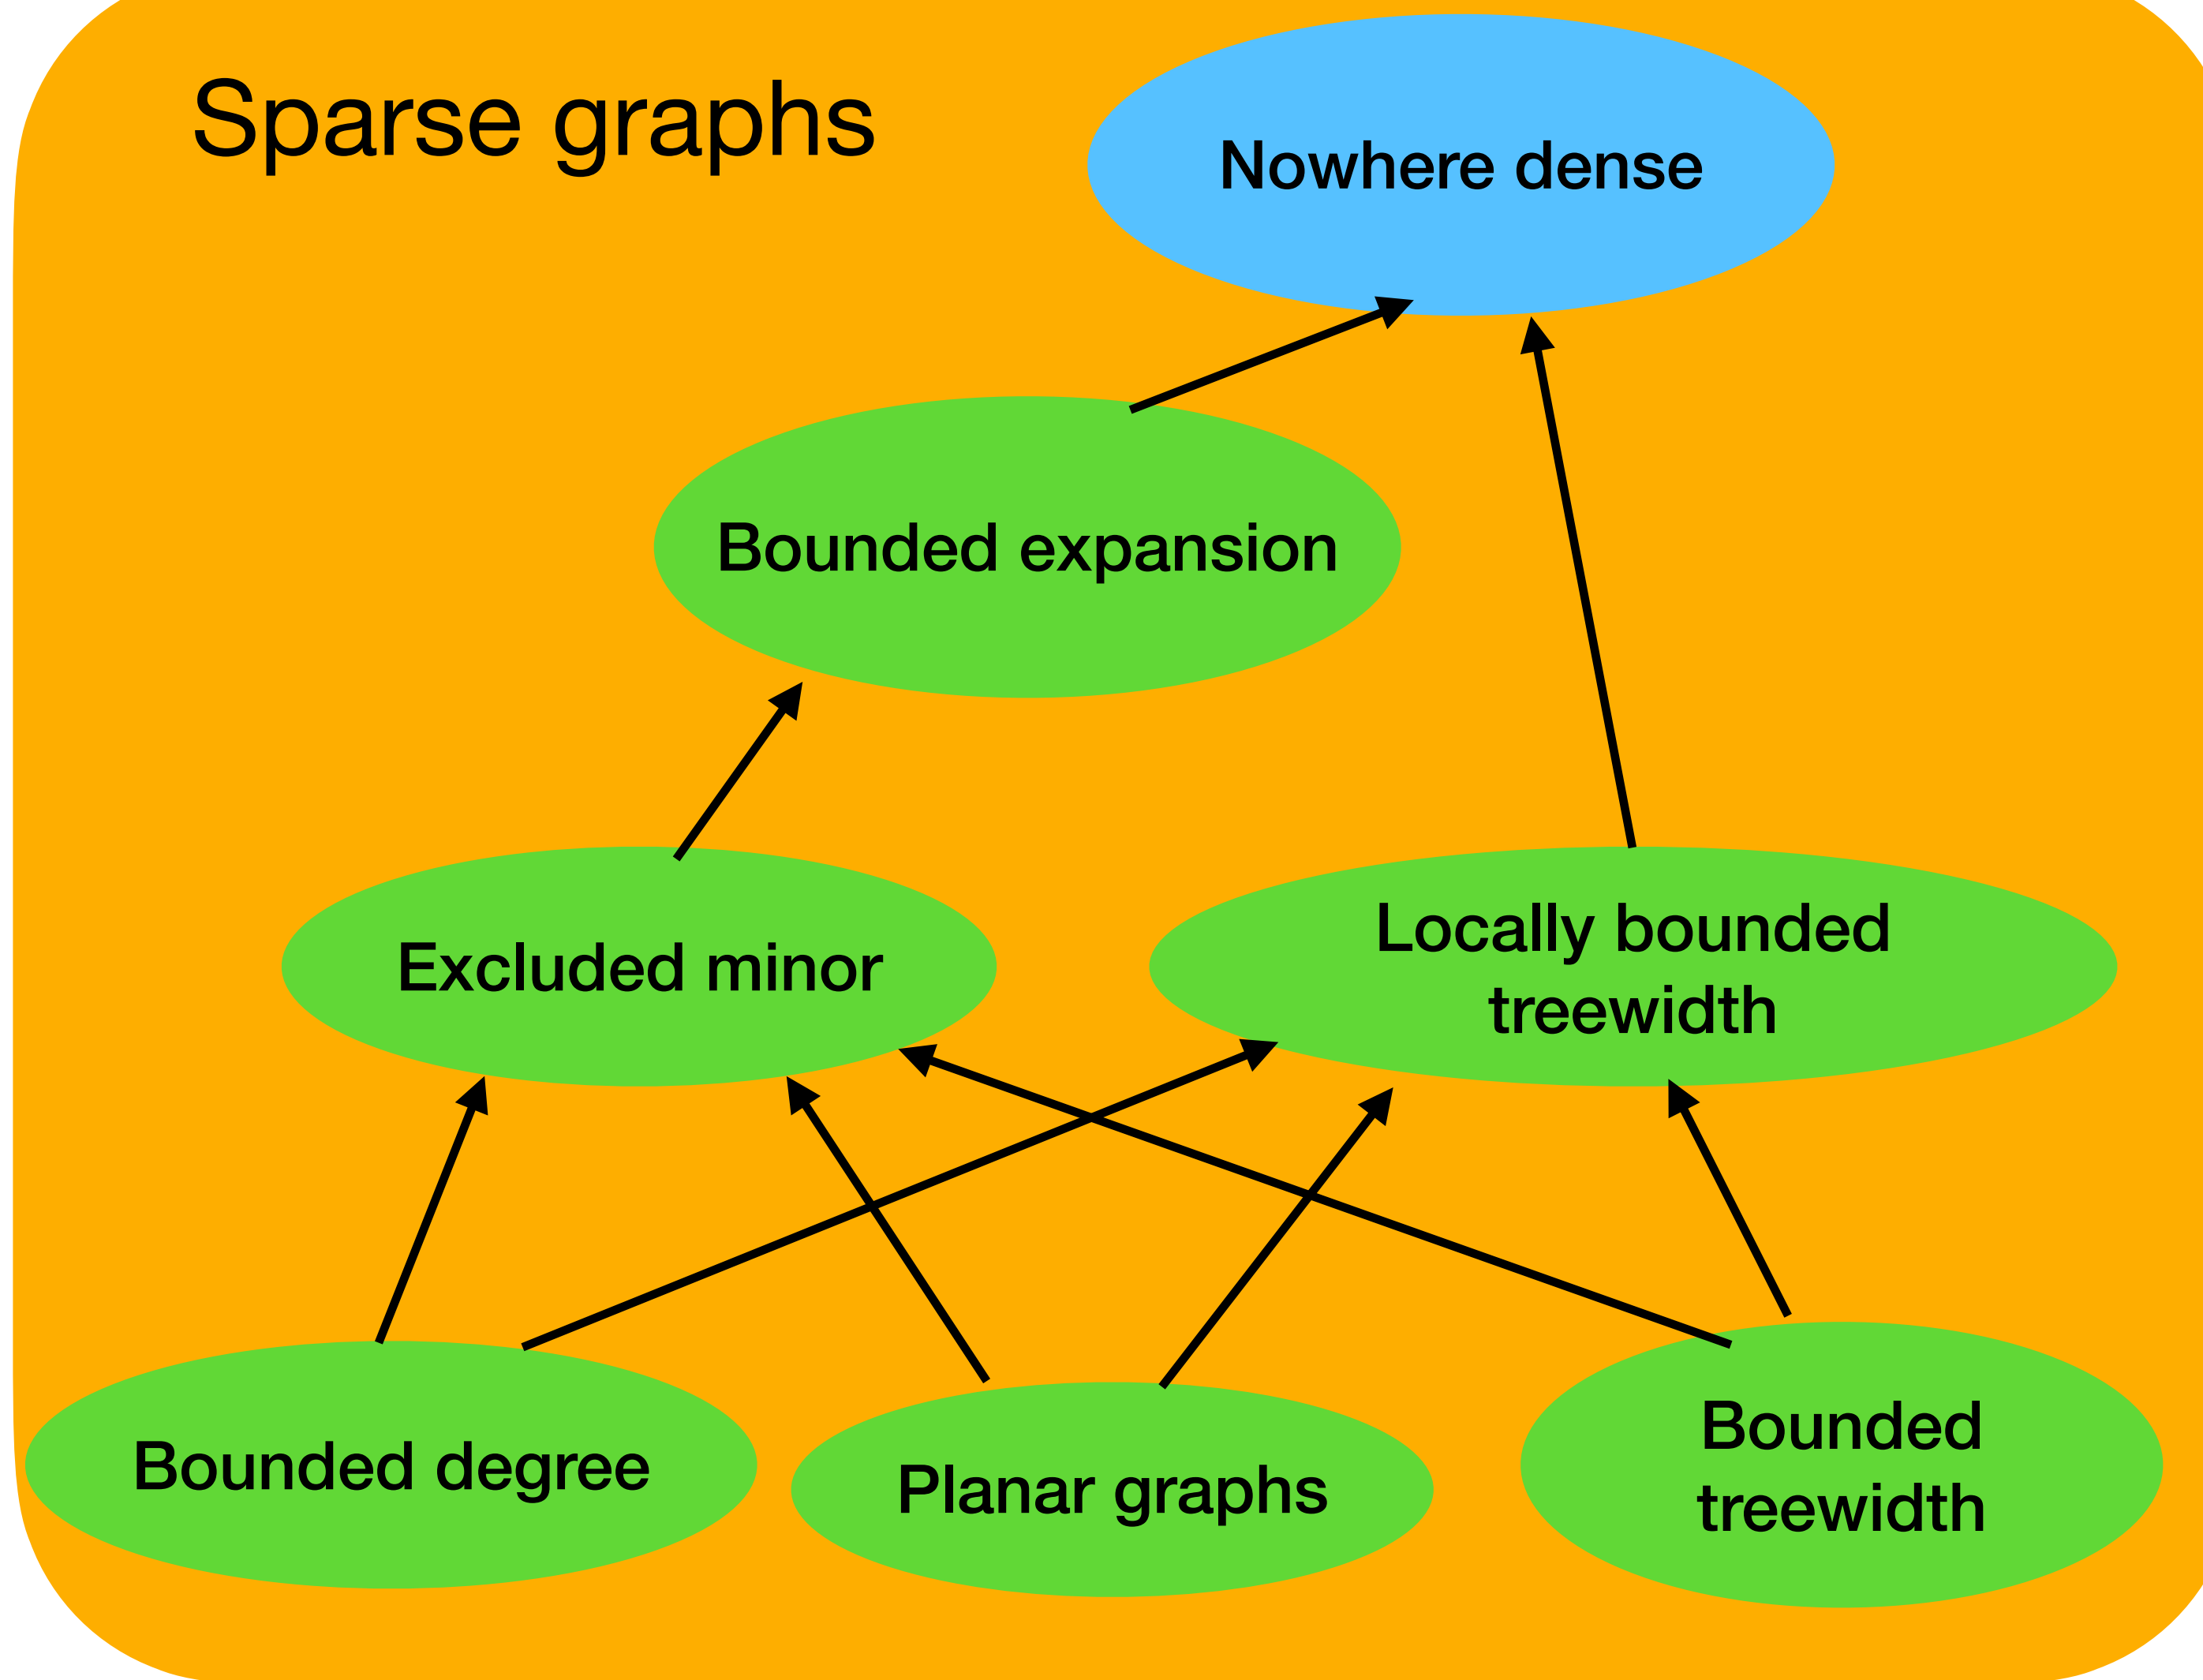 Sparse graphs
Nowhere dense
Bounded expansion
Excluded minor
Locally bounded
treewidth
Bounded degree
Planar graphs
Bounded
treewidth